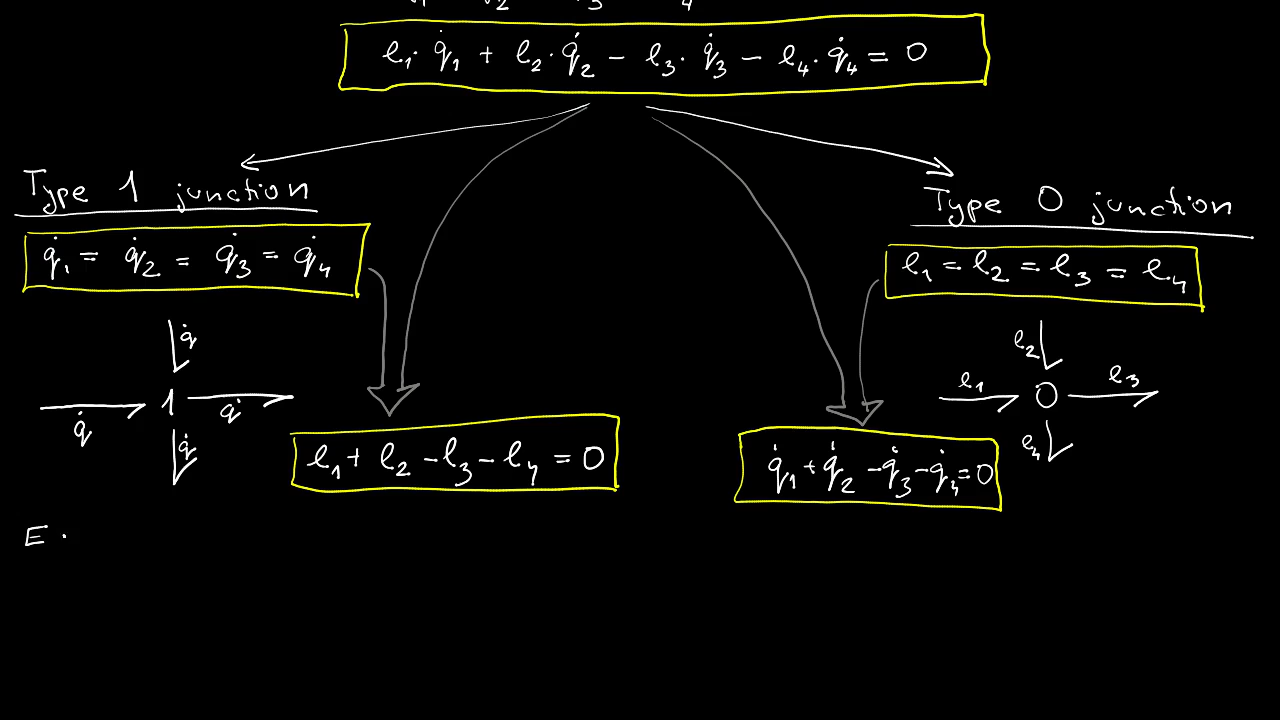 e₁·q̇₁ + e₂·q̇₂ − e₃·q̇₃ − e₄·q̇₄ = 0
Type 1 junction
q̇₁ = q̇₂ = q̇₃ = q̇₄
q̇
q̇ 1 q̇
q̇
e₁ + e₂ − e₃ − e₄ = 0
Type 0 junction
e₁ = e₂ = e₃ = e₄
e₂
e₁ 0 e₃
e₄
q̇₁ + q̇₂ − q̇₃ − q̇₄ = 0
E.